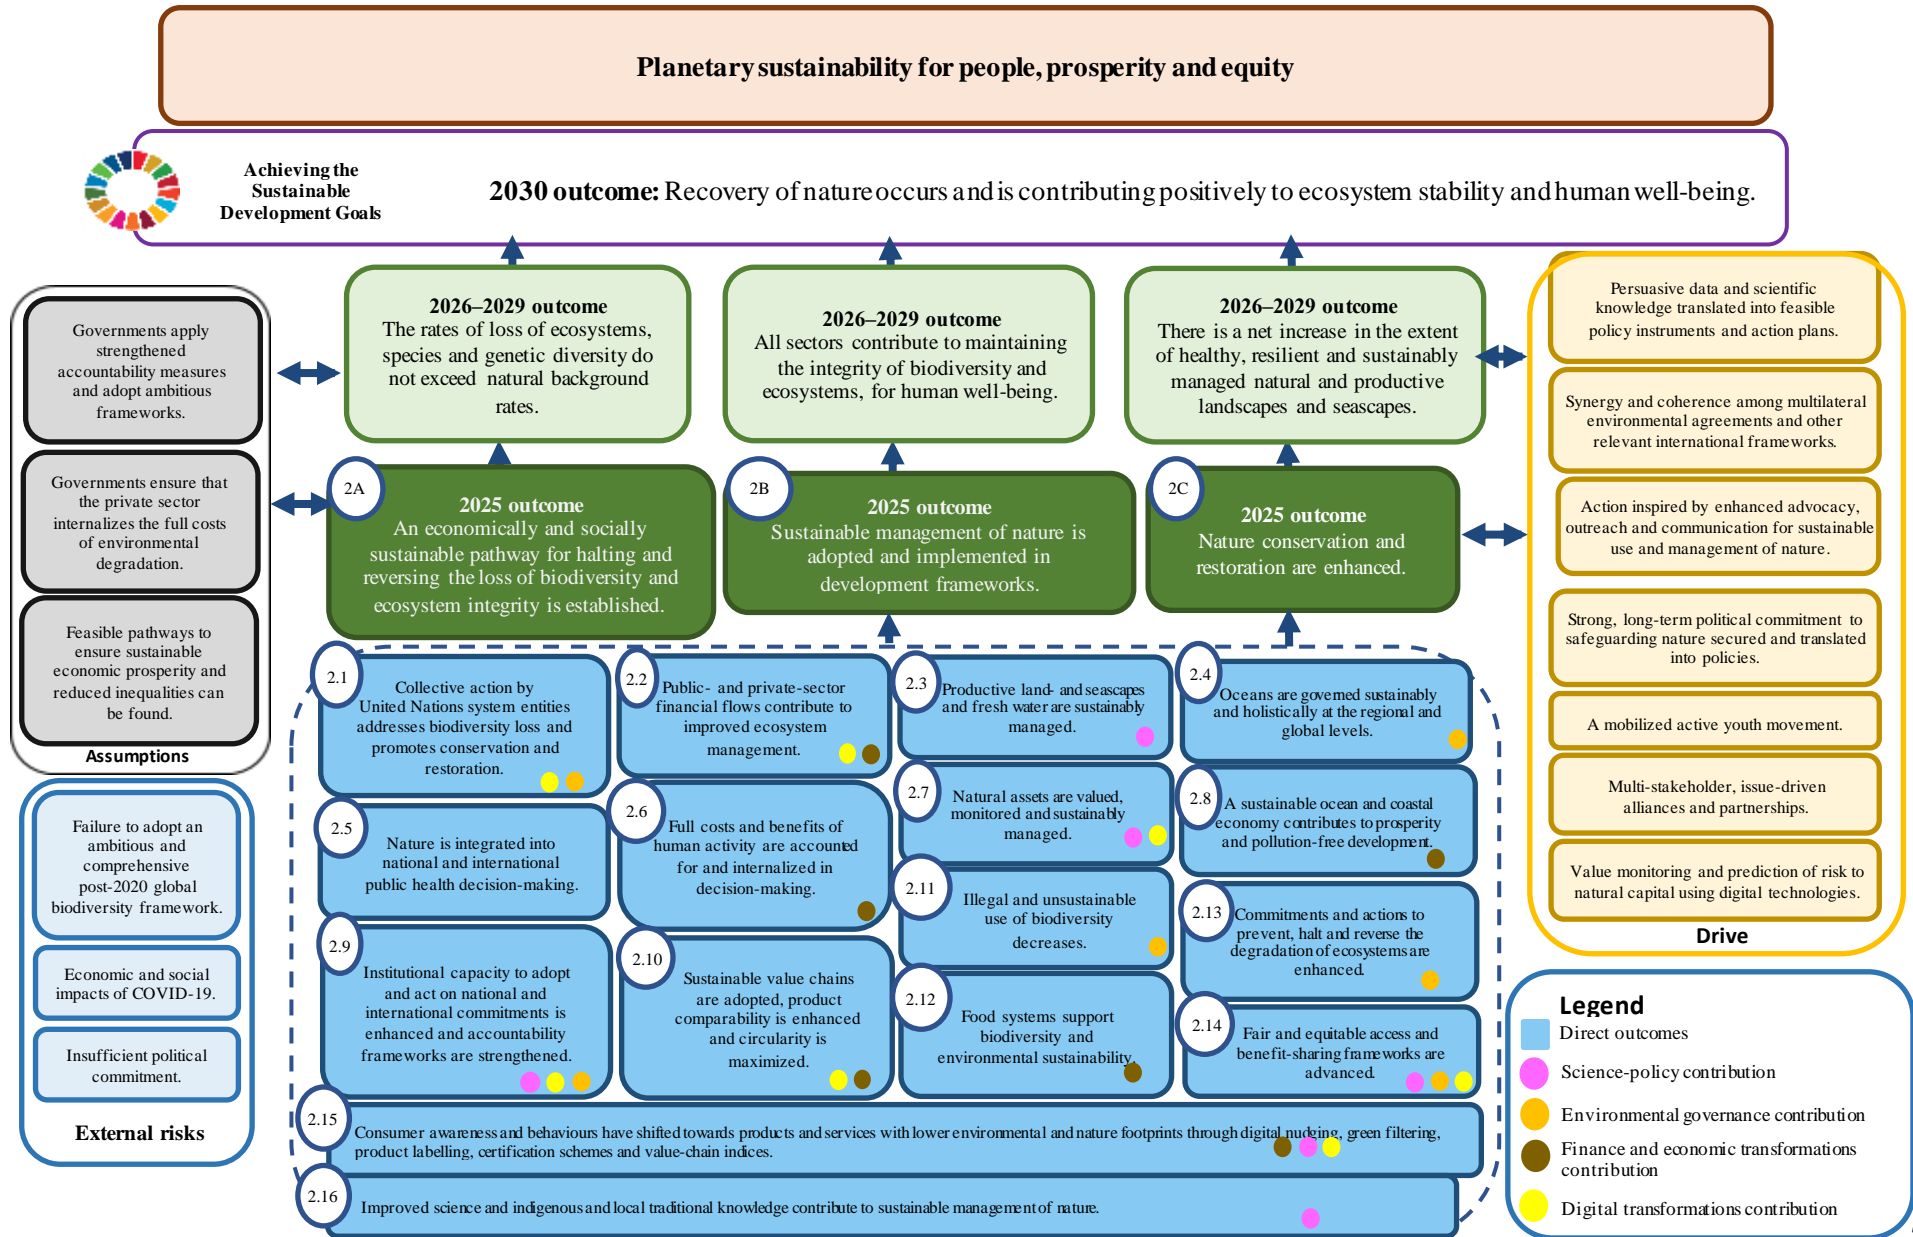 Planetary sustainability for people, prosperity and equity
Achieving the
Sustainable
Development Goals
2030 outcome: Recovery of nature occurs and is contributing positively to ecosystem stability and human well-being.
Governments apply
strengthened
accountability measures
and adopt ambitious
frameworks.
Governments ensure that
the private sector
internalizes the full costs
of environmental
degradation.
Feasible pathways to
ensure sustainable
economic prosperity and
reduced inequalities can
be found.
Assumptions
Failure to adopt an
ambitious and
comprehensive
post-2020 global
biodiversity framework.
Economic and social
impacts of COVID-19.
Insufficient political
commitment.
External risks
2026–2029 outcome
The rates of loss of ecosystems,
species and genetic diversity do
not exceed natural background
rates.
2026–2029 outcome
All sectors contribute to maintaining
the integrity of biodiversity and
ecosystems, for human well-being.
2026–2029 outcome
There is a net increase in the extent
of healthy, resilient and sustainably
managed natural and productive
landscapes and seascapes.
2A
2025 outcome
An economically and socially
sustainable pathway for halting and
reversing the loss of biodiversity and
ecosystem integrity is established.
2B
2025 outcome
Sustainable management of nature is
adopted and implemented in
development frameworks.
2C
2025 outcome
Nature conservation and
restoration are enhanced.
2.1
Collective action by
United Nations system entities
addresses biodiversity loss and
promotes conservation and
restoration.
2.2
Public- and private-sector
financial flows contribute to
improved ecosystem
management.
2.3
Productive land- and seascapes
and fresh water are sustainably
managed.
2.4
Oceans are governed sustainably
and holistically at the regional and
global levels.
2.5
Nature is integrated into
national and international
public health decision-making.
2.6
Full costs and benefits of
human activity are accounted
for and internalized in
decision-making.
2.7
Natural assets are valued,
monitored and sustainably
managed.
2.8
A sustainable ocean and coastal
economy contributes to prosperity
and pollution-free development.
2.9
Institutional capacity to adopt
and act on national and
international commitments is
enhanced and accountability
frameworks are strengthened.
2.10
Sustainable value chains
are adopted, product
comparability is enhanced
and circularity is
maximized.
2.11
Illegal and unsustainable
use of biodiversity
decreases.
2.12
Food systems support
biodiversity and
environmental sustainability.
2.13
Commitments and actions to
prevent, halt and reverse the
degradation of ecosystems are
enhanced.
2.14
Fair and equitable access and
benefit-sharing frameworks are
advanced.
2.15
Consumer awareness and behaviours have shifted towards products and services with lower environmental and nature footprints through digital nudging, green filtering,
product labelling, certification schemes and value-chain indices.
2.16
Improved science and indigenous and local traditional knowledge contribute to sustainable management of nature.
Persuasive data and scientific
knowledge translated into feasible
policy instruments and action plans.
Synergy and coherence among multilateral
environmental agreements and other
relevant international frameworks.
Action inspired by enhanced advocacy,
outreach and communication for sustainable
use and management of nature.
Strong, long-term political commitment to
safeguarding nature secured and translated
into policies.
A mobilized active youth movement.
Multi-stakeholder, issue-driven
alliances and partnerships.
Value monitoring and prediction of risk to
natural capital using digital technologies.
Drive
Legend
Direct outcomes
Science-policy contribution
Environmental governance contribution
Finance and economic transformations
contribution
Digital transformations contribution